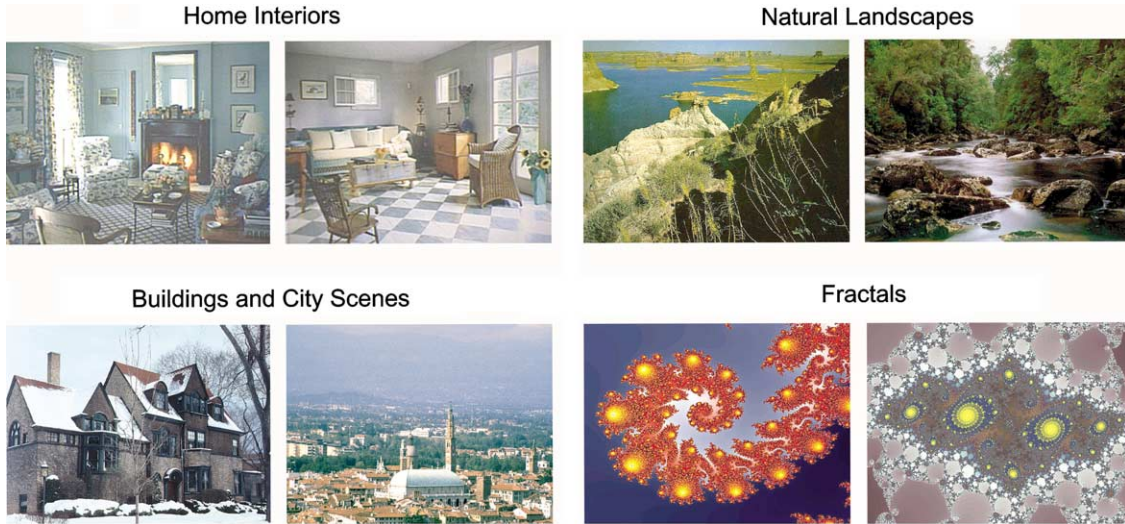 Home Interiors
Natural Landscapes
Buildings and City Scenes
Fractals